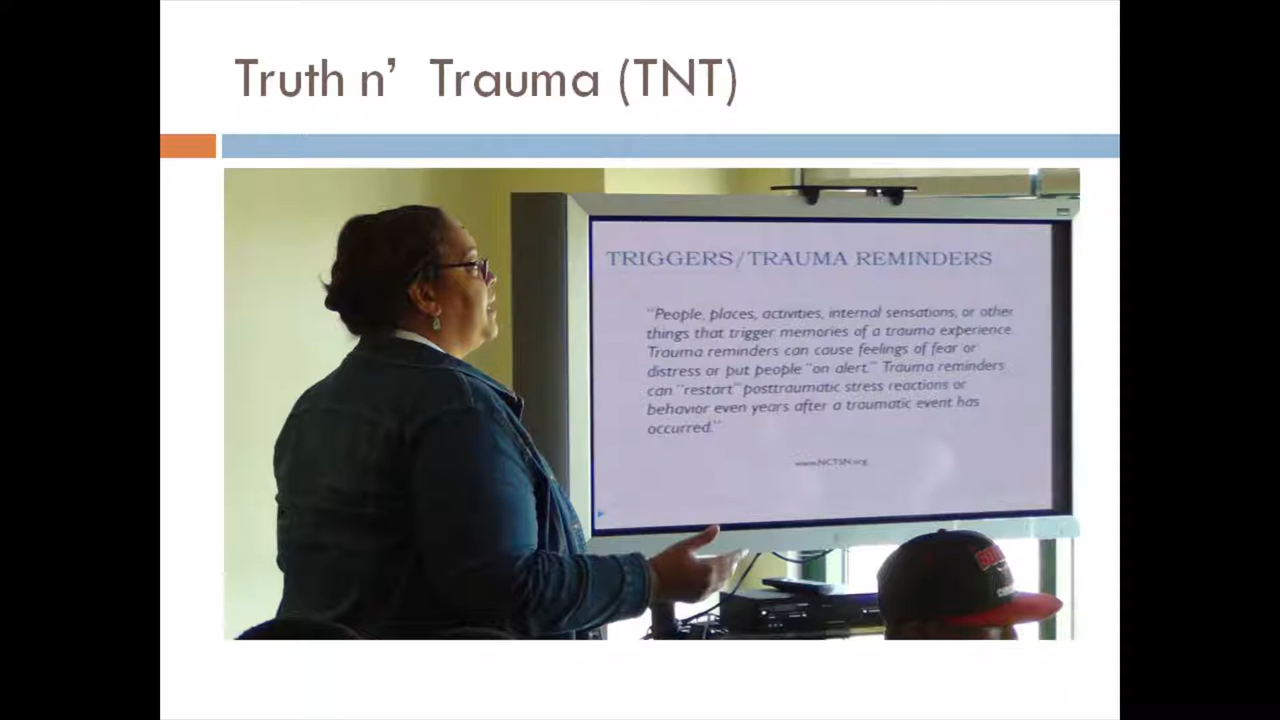 Truth n’ Trauma (TNT)
TRIGGERS/TRAUMA REMINDERS
“People, places, activities, internal sensations, or other
things that trigger memories of a trauma experience.
Trauma reminders can cause feelings of fear or
distress or put people “on alert.” Trauma reminders
can “restart” posttraumatic stress reactions or
behavior even years after a traumatic event has
occurred.”
www.NCTSN.org